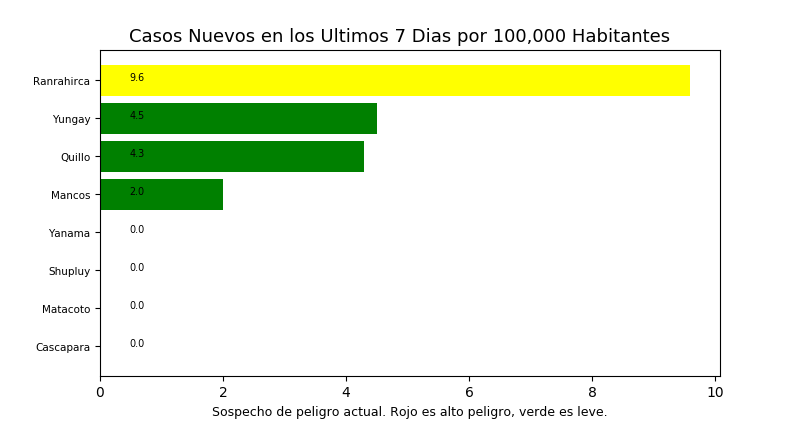 Casos Nuevos en los Ultimos 7 Dias por 100,000 Habitantes
Ranrahirca 9.6
Yungay 4.5
Quillo 4.3
Mancos 2.0
Yanama 0.0
Shupluy 0.0
Matacoto 0.0
Cascapara 0.0
0 2 4 6 8 10
Sospecho de peligro actual. Rojo es alto peligro, verde es leve.